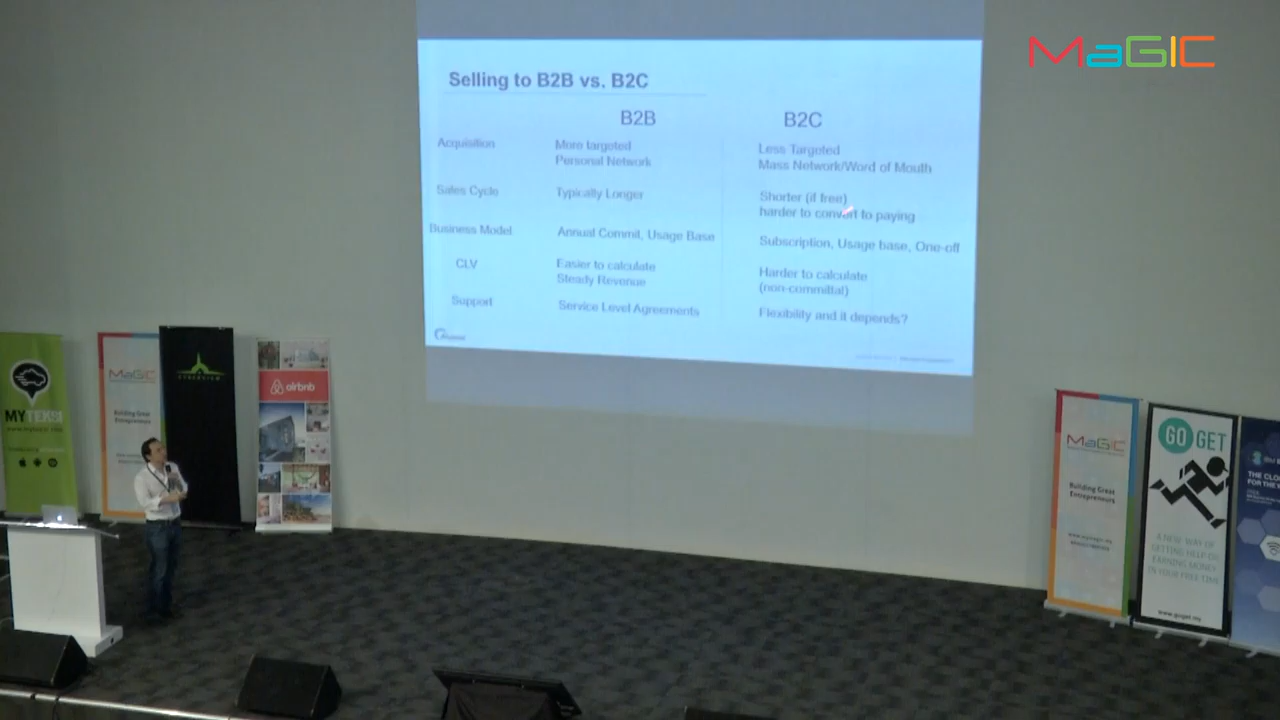 MaGIC
Selling to B2B vs. B2C
B2B
B2C
Acquisition
More targeted
Personal Network
Less Targeted
Mass Network/Word of Mouth
Sales Cycle
Typically Longer
Shorter (if free)
harder to convert to paying
Business Model
Annual Commit, Usage Base
Subscription, Usage base, One-off
CLV
Easier to calculate
Steady Revenue
Harder to calculate
(non-committal)
Support
Service Level Agreements
Flexibility and it depends?
MYTEKSI
MaGIC
Building Great
Entrepreneurs
airbnb
MaGIC
Building Great
Entrepreneurs
GO GET
A NEW WAY OF
GETTING HELP OR
EARNING MONEY
IN YOUR FREE TIME
www.goget.my
THE CLO
FOR THE